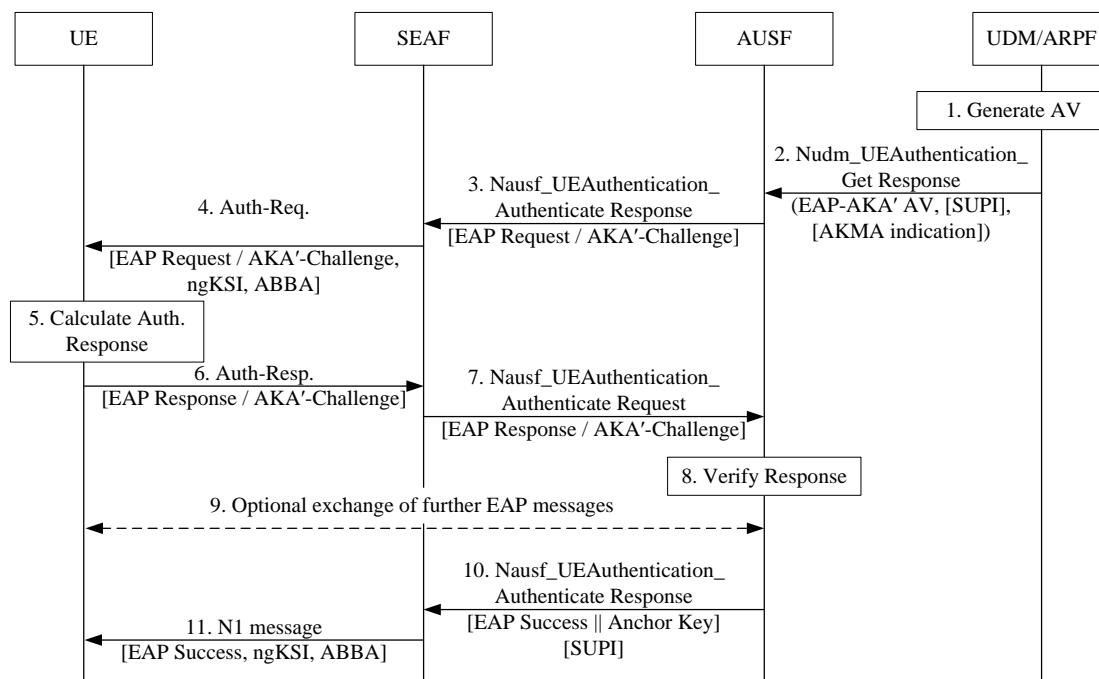 UE
SEAF
AUSF
UDM/ARPF
1. Generate AV
2. Nudm_UEAuthentication_
Get Response
(EAP-AKA′ AV, [SUPI],
[AKMA indication])
3. Nausf_UEAuthentication_
Authenticate Response
[EAP Request / AKA′-Challenge]
4. Auth-Req.
[EAP Request / AKA′-Challenge,
ngKSI, ABBA]
5. Calculate Auth.
Response
6. Auth-Resp.
[EAP Response / AKA′-Challenge]
7. Nausf_UEAuthentication_
Authenticate Request
[EAP Response / AKA′-Challenge]
8. Verify Response
9. Optional exchange of further EAP messages
10. Nausf_UEAuthentication_
Authenticate Response
[EAP Success || Anchor Key]
[SUPI]
11. N1 message
[EAP Success, ngKSI, ABBA]